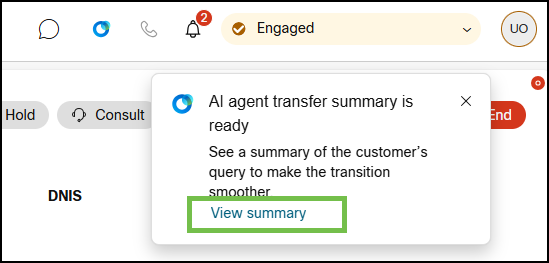 2
Engaged
UO
AI agent transfer summary is
ready
Hold
Consult
End
See a summary of the customer's
query to make the transition
smoother
DNIS
View summary